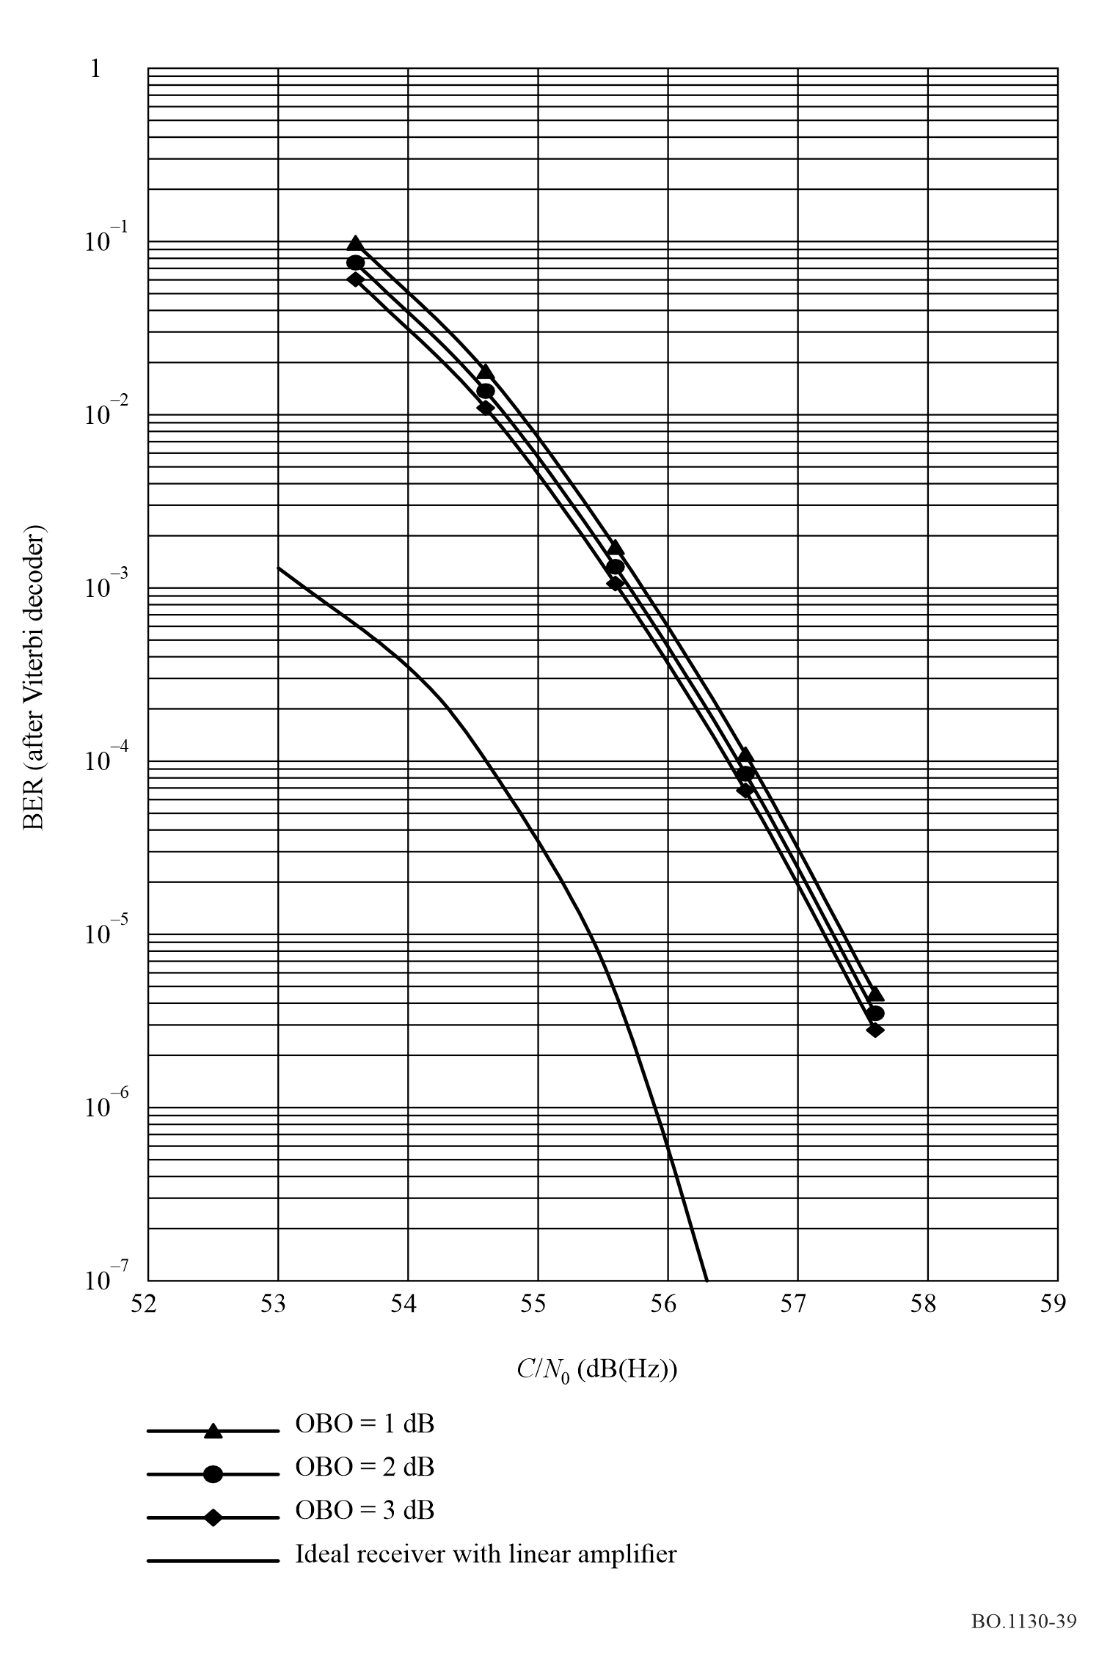 1
10⁻¹
10⁻²
10⁻³
10⁻⁴
10⁻⁵
10⁻⁶
10⁻⁷
BER (after Viterbi decoder)
52 53 54 55 56 57 58 59
C/N₀ (dB(Hz))
OBO = 1 dB
OBO = 2 dB
OBO = 3 dB
Ideal receiver with linear amplifier
BO.1130-39